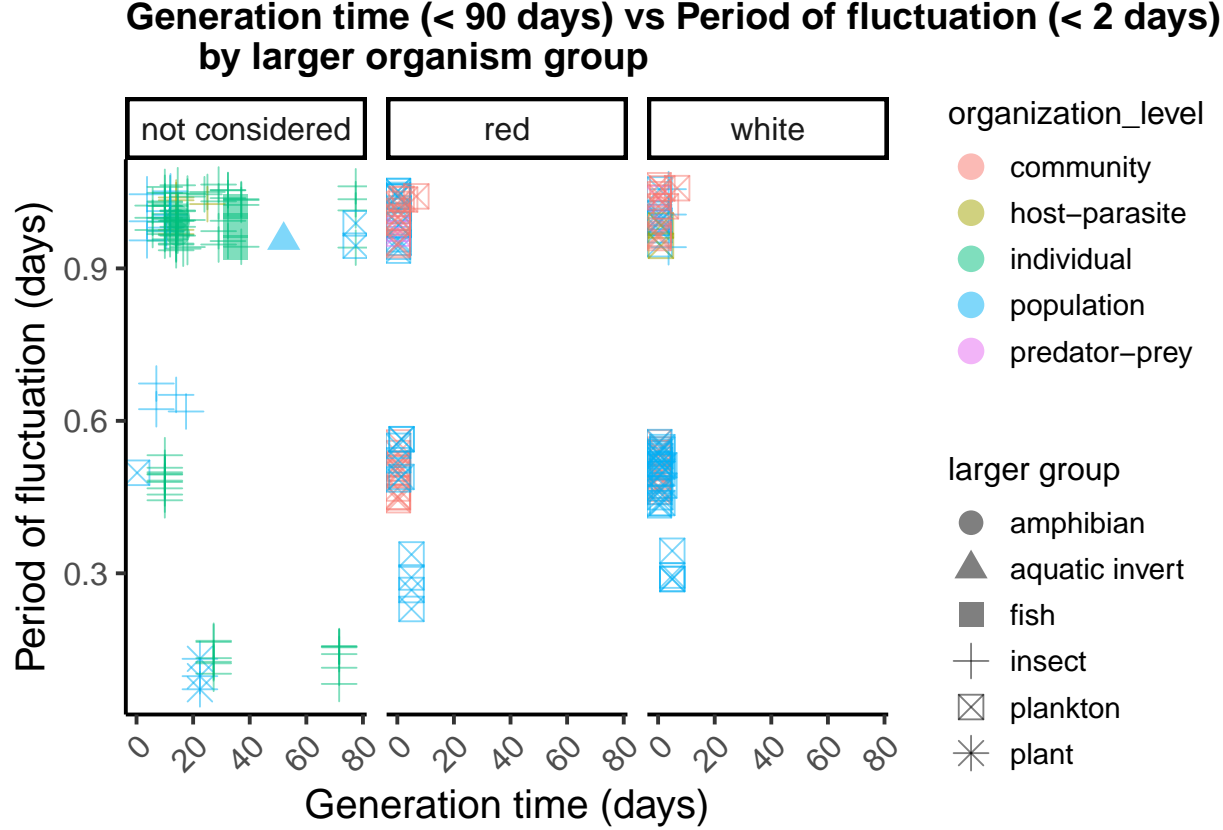 Generation time (< 90 days) vs Period of fluctuation (< 2 days)
by larger organism group
not considered
red
white
Period of fluctuation (days)
0.9
0.6
0.3
0 20 40 60 80
0 20 40 60 80
0 20 40 60 80
Generation time (days)
organization_level
community
host−parasite
individual
population
predator−prey
larger group
amphibian
aquatic invert
fish
insect
plankton
plant